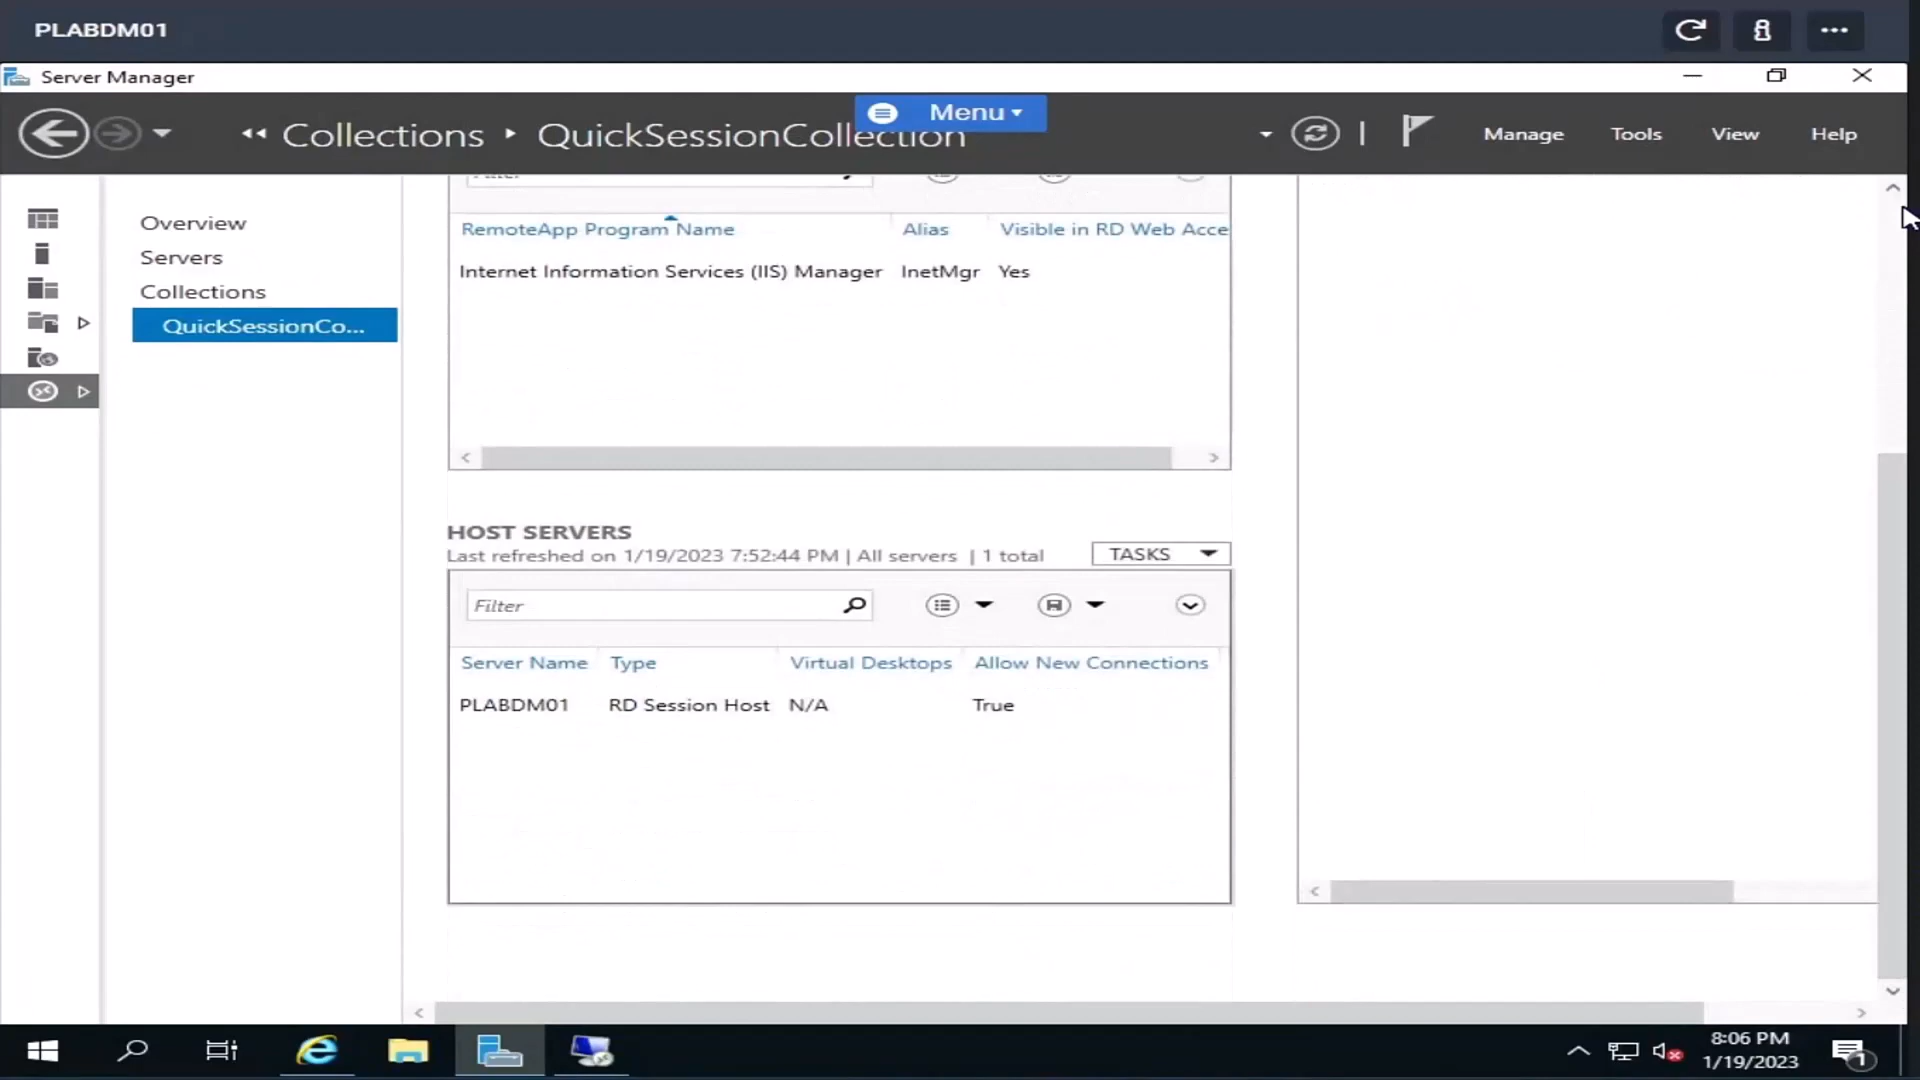 PLABDM01
Server Manager
Menu
Collections
QuickSessionCollection
Manage
Tools
View
Help
Overview
Servers
Collections
QuickSessionCo...
RemoteApp Program Name
Alias
Visible in RD Web Acce
Internet Information Services (IIS) Manager
InetMgr
Yes
HOST SERVERS
Last refreshed on 1/19/2023 7:52:44 PM | All servers | 1 total
TASKS
Filter
Server Name
Type
Virtual Desktops
Allow New Connections
PLABDM01
RD Session Host
N/A
True
8:06 PM
1/19/2023
1